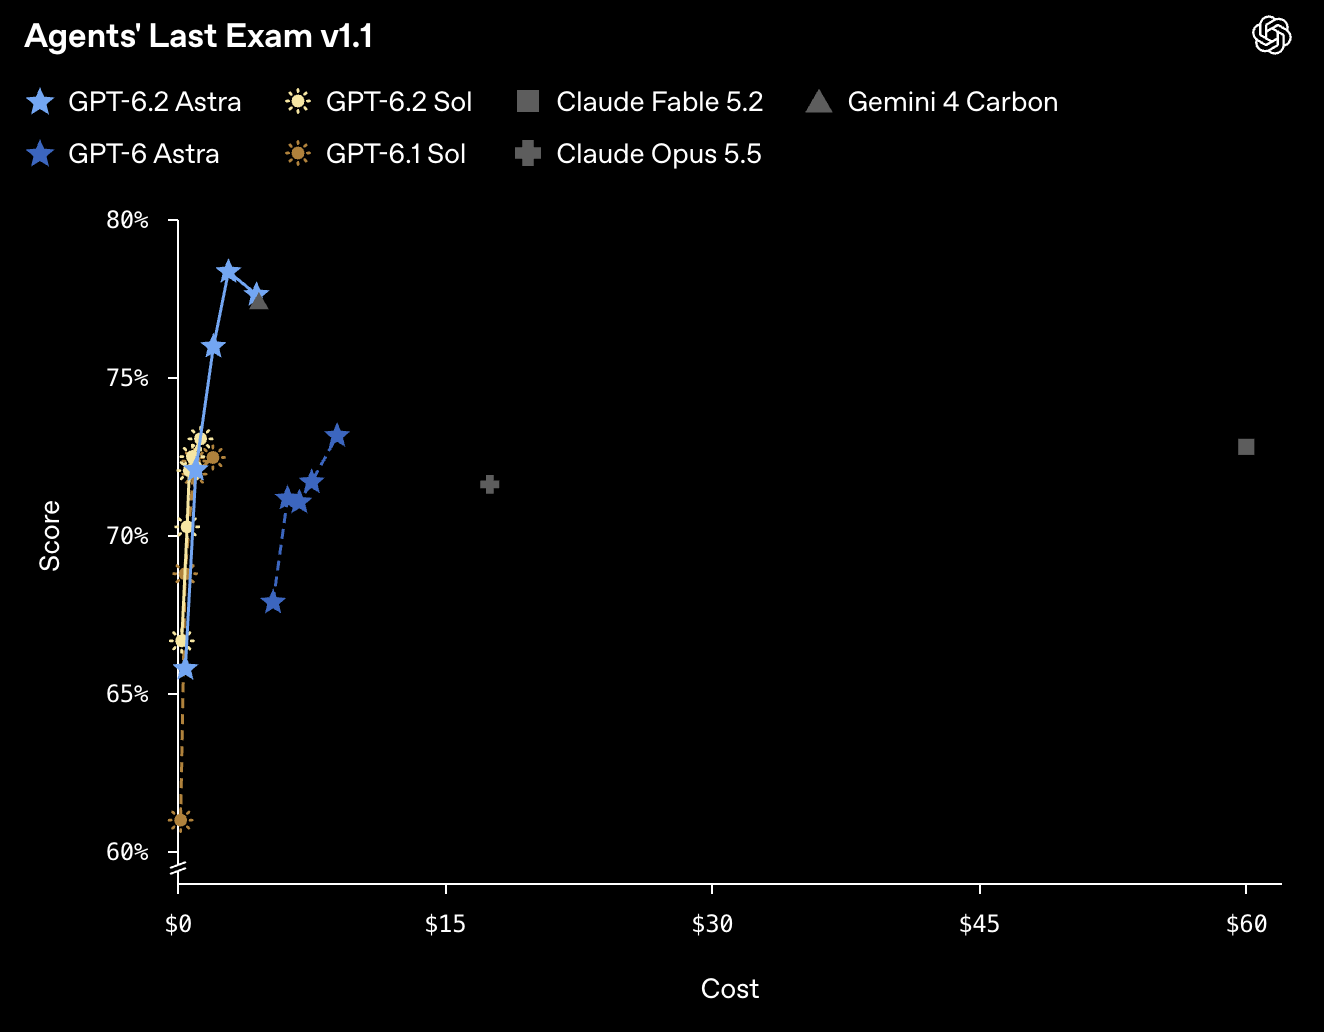 Agents' Last Exam v1.1
GPT-6.2 Astra
GPT-6.2 Sol
Claude Fable 5.2
Gemini 4 Carbon
GPT-6 Astra
GPT-6.1 Sol
Claude Opus 5.5
80%
75%
70%
65%
60%
Score
$0
$15
$30
$45
$60
Cost